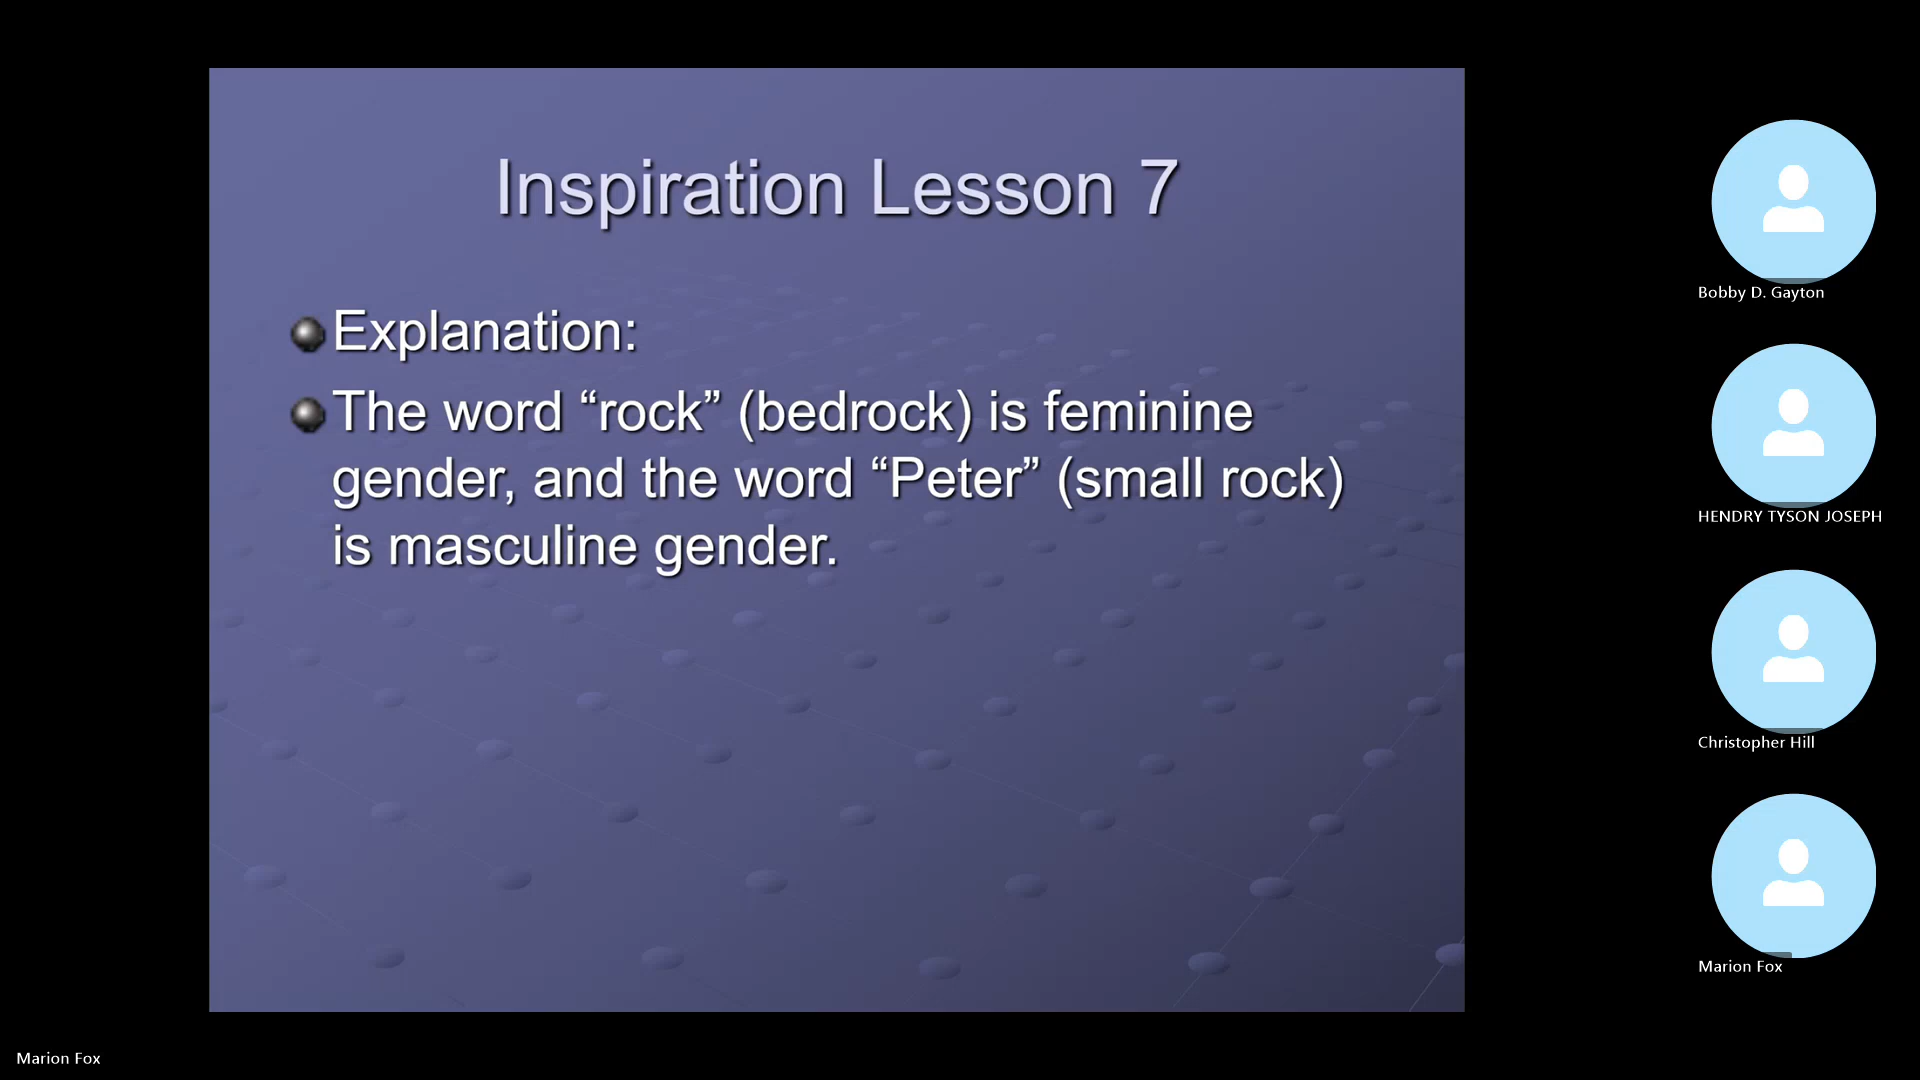 Inspiration Lesson 7
Explanation:
The word “rock” (bedrock) is feminine
gender, and the word “Peter” (small rock)
is masculine gender.
Bobby D. Gayton
HENDRY TYSON JOSEPH
Christopher Hill
Marion Fox
Marion Fox